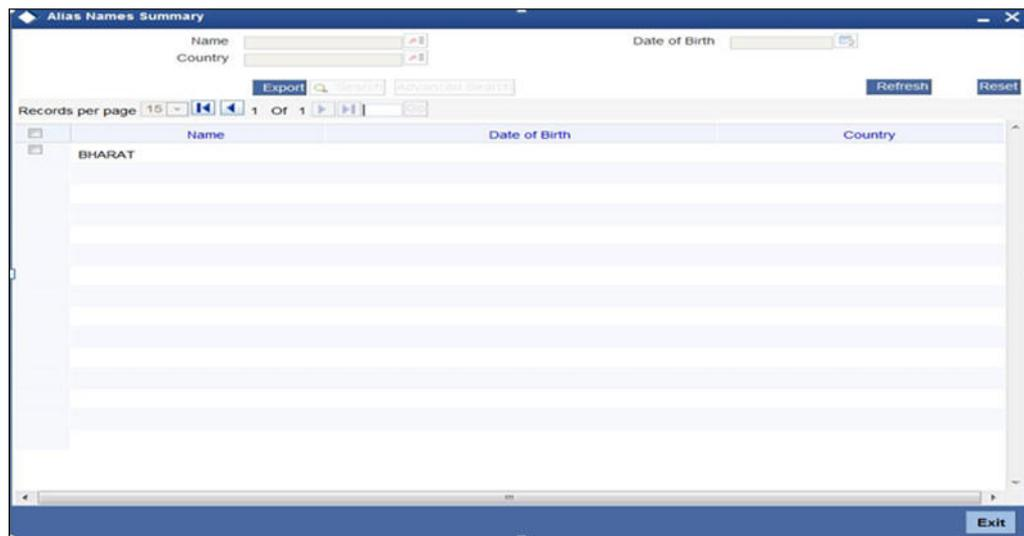 Alias Names Summary
Name
Date of Birth
Country
Export Search Advanced Search Refresh Reset
Records per page 15 1 Of 1 Go
Name Date of Birth Country
BHARAT
Exit